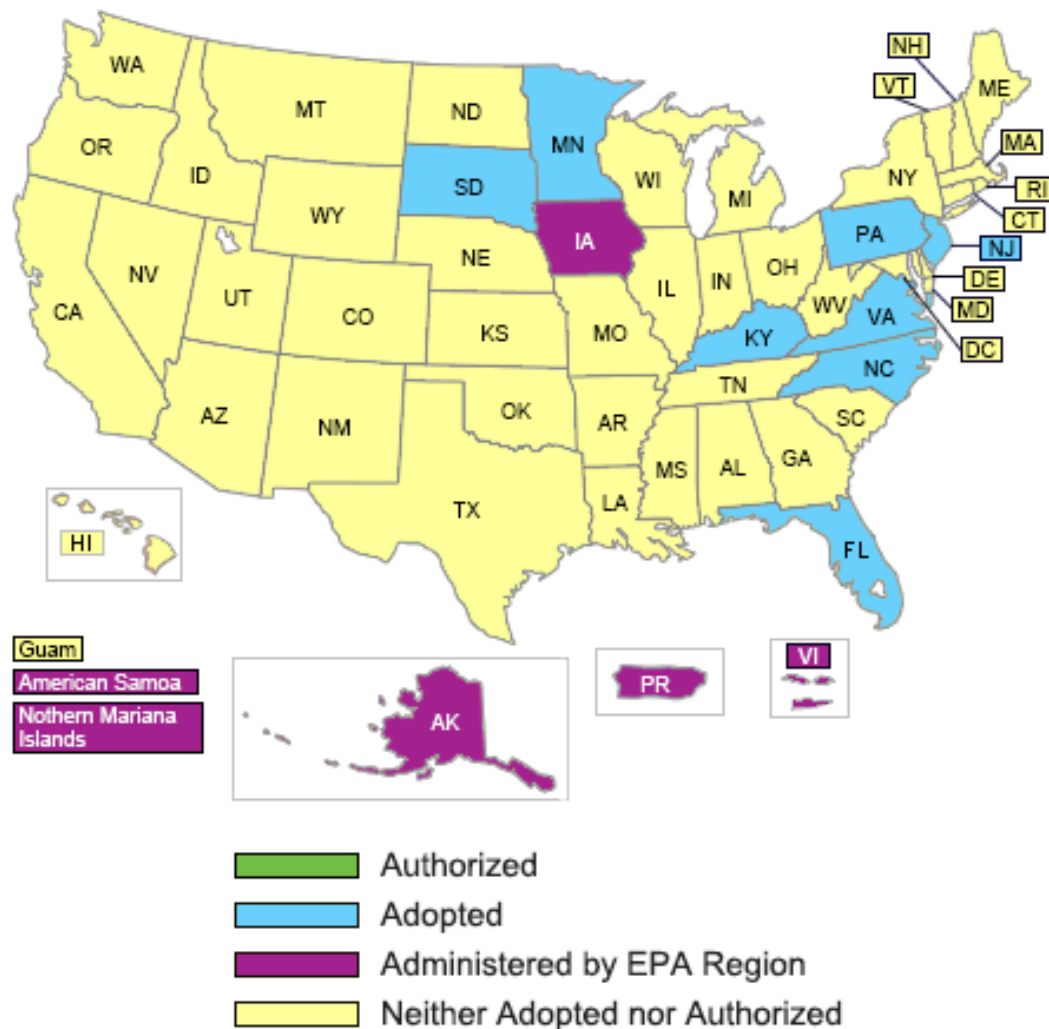 WA
MT
ND
MN
OR
ID
SD
WY
WI
MI
NH
VT
ME
MA
NY
RI
CT
IA
NE
PA
NJ
NV
UT
CO
CA
IL
IN
OH
DE
MD
WV
VA
DC
KS
MO
KY
NC
TN
AZ
NM
OK
AR
SC
MS
AL
GA
TX
LA
FL
HI
Guam
American Samoa
Nothern Mariana
Islands
AK
PR
VI
Authorized
Adopted
Administered by EPA Region
Neither Adopted nor Authorized